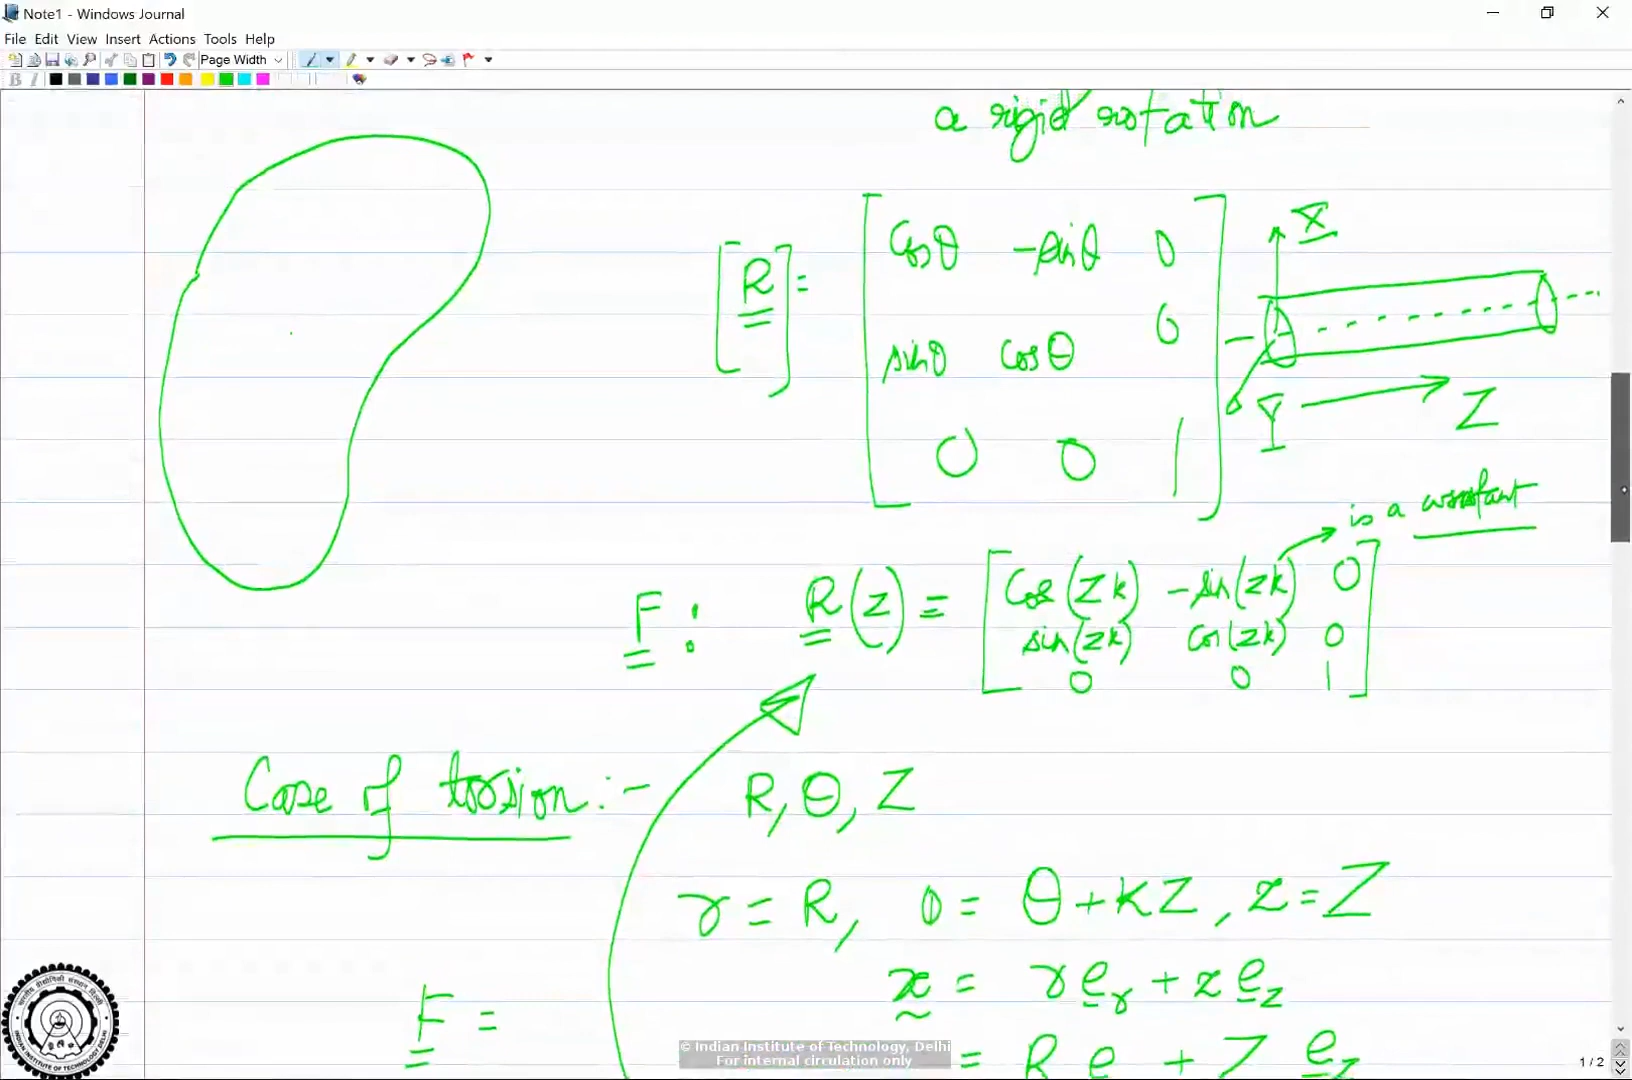 Note1 - Windows Journal
File Edit View Insert Actions Tools Help
Page Width
B I
a rigid rotation
[R] = [cosθ -sinθ 0
sinθ cosθ 0
0 0 1]
X
Y
Z
is a constant
F : R(z) = [cos(Zk) -sin(Zk) 0
sin(Zk) cos(Zk) 0
0 0 1]
Case of torsion :- R, Θ, Z
r = R, θ = Θ + KZ, z = Z
x = r e_r + z e_z
F =
= R e + Z e_z
© Indian Institute of Technology, Delhi
For internal circulation only
1 / 2